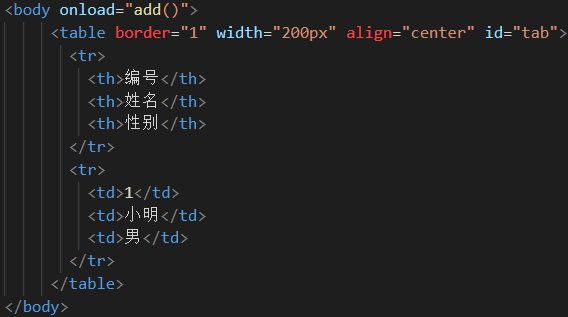 <body onload="add()">
<table border="1" width="200px" align="center" id="tab">
<tr>
<th>编号</th>
<th>姓名</th>
<th>性别</th>
</tr>
<tr>
<td>1</td>
<td>小明</td>
<td>男</td>
</tr>
</table>
</body>